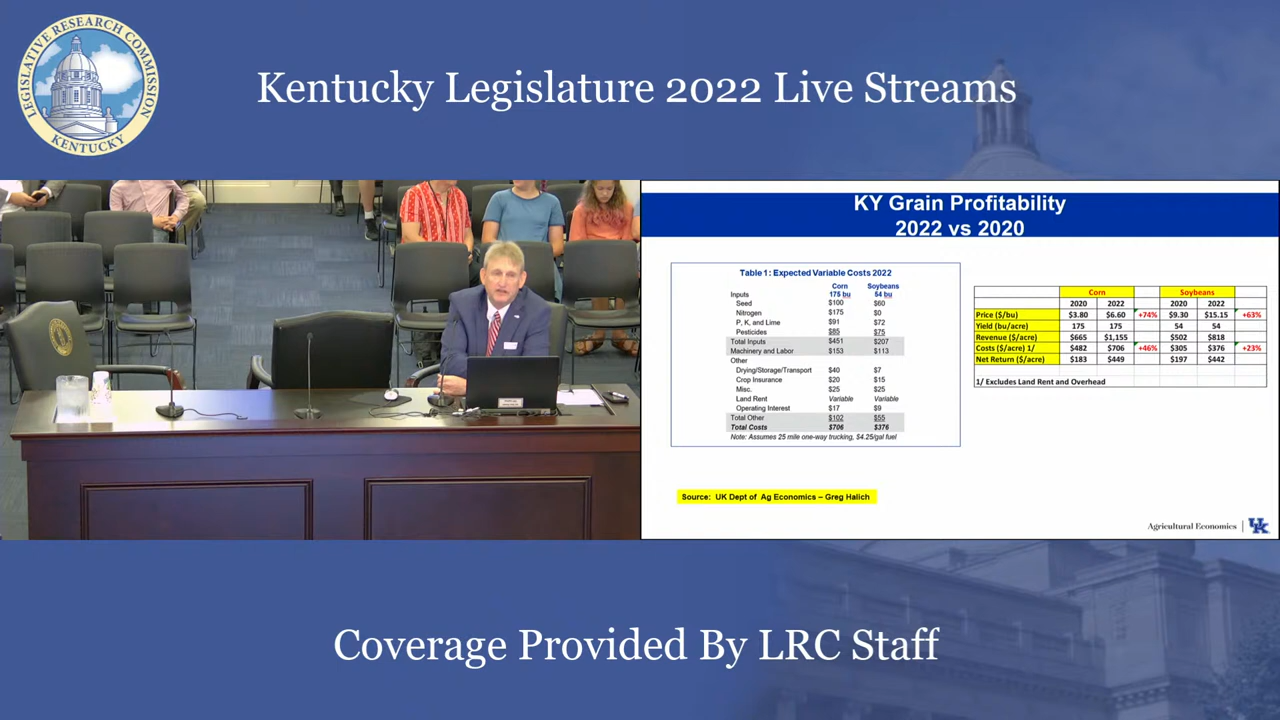 LEGISLATIVE RESEARCH COMMISSION
KENTUCKY
Kentucky Legislature 2022 Live Streams
KY Grain Profitability
2022 vs 2020
Table 1: Expected Variable Costs 2022
Corn Soybeans
Inputs 175 bu 54 bu
Seed $100 $60
Nitrogen $175 $0
P, K, and Lime $91 $72
Pesticides $85 $75
Total Inputs $451 $207
Machinery and Labor $153 $113
Other
Drying/Storage/Transport $40 $7
Crop Insurance $20 $15
Misc. $25 $25
Land Rent Variable Variable
Operating Interest $17 $9
Total Other $102 $55
Total Costs $706 $376
Note: Assumes 25 mile one-way trucking, $4.25/gal fuel
Corn Soybeans
2020 2022 2020 2022
Price ($/bu) $3.80 $6.60 +74% $9.30 $15.15 +63%
Yield (bu/acre) 175 175 54 54
Revenue ($/acre) $665 $1,155 $502 $818
Costs ($/acre) 1/ $482 $706 +46% $305 $376 +23%
Net Return ($/acre) $183 $449 $197 $442
1/ Excludes Land Rent and Overhead
Source: UK Dept of Ag Economics – Greg Halich
Agricultural Economics | UK
Coverage Provided By LRC Staff